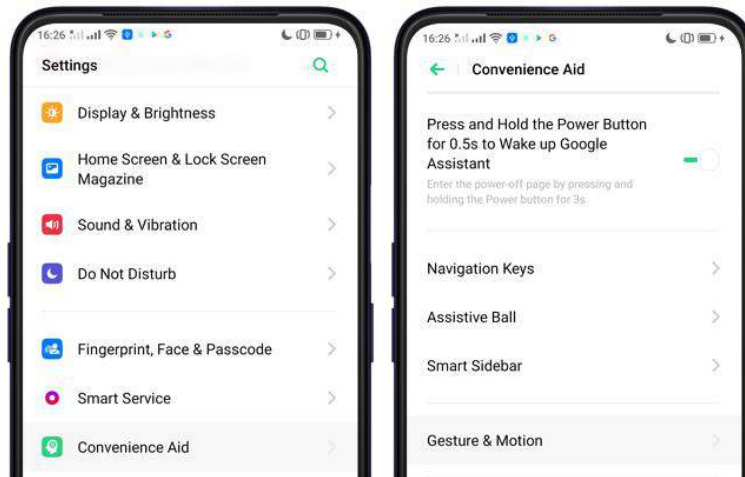 16:26
Settings
Display & Brightness
Home Screen & Lock Screen
Magazine
Sound & Vibration
Do Not Disturb
Fingerprint, Face & Passcode
Smart Service
Convenience Aid
16:26
Convenience Aid
Press and Hold the Power Button
for 0.5s to Wake up Google
Assistant
Enter the power-off page by pressing and
holding the Power button for 3s
Navigation Keys
Assistive Ball
Smart Sidebar
Gesture & Motion